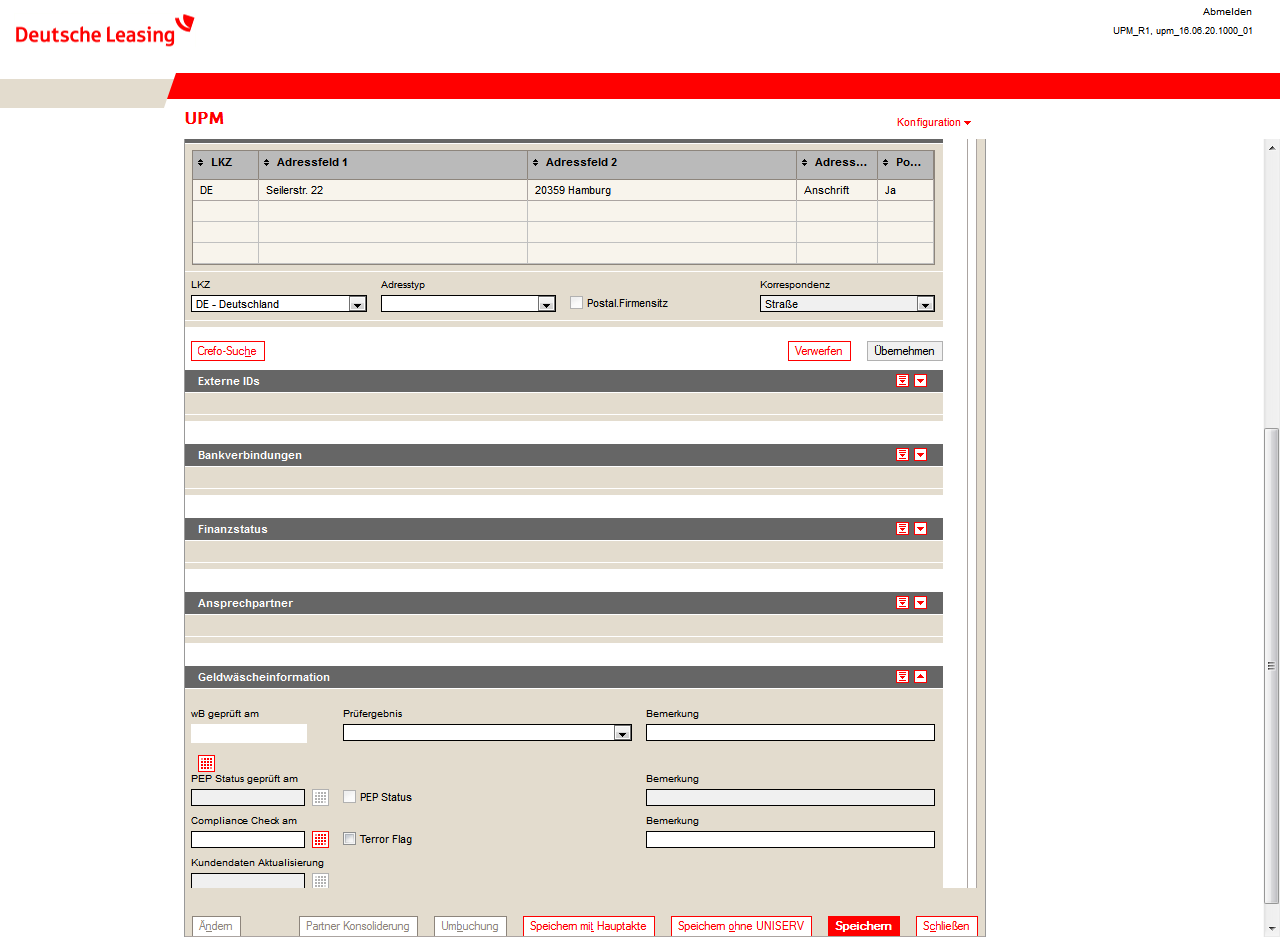 Deutsche Leasing
Abmelden
UPM_R1, upm_16.06.20.1000_01
UPM
Konfiguration
LKZ Adressfeld 1 Adressfeld 2 Adress... Po...
DE Seilerstr. 22 20359 Hamburg Anschrift Ja
LKZ Adresstyp Korrespondenz
DE - Deutschland Postal.Firmensitz Straße
Crefo-Suche Verwerfen Übernehmen
Externe IDs
Bankverbindungen
Finanzstatus
Ansprechpartner
Geldwäscheinformation
wB geprüft am Prüfergebnis Bemerkung
PEP Status geprüft am Bemerkung
PEP Status
Compliance Check am Bemerkung
Terror Flag
Kundendaten Aktualisierung
Ändern Partner Konsolidierung Umbuchung Speichern mit Hauptakte Speichern ohne UNISERV Speichern Schließen